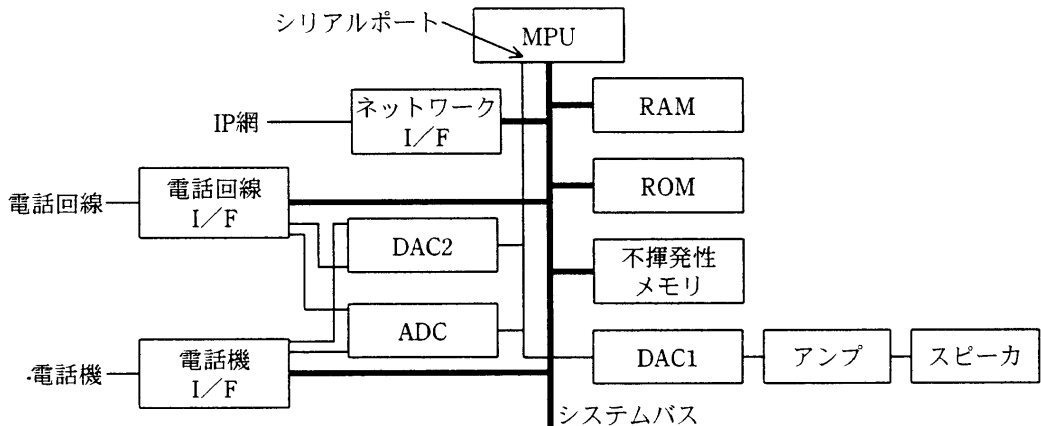 シリアルポート
MPU
ネットワーク
I/F
IP網
RAM
電話回線
電話回線
I/F
ROM
DAC2
不揮発性
メモリ
ADC
電話機
電話機
I/F
DAC1
アンプ
スピーカ
システムバス